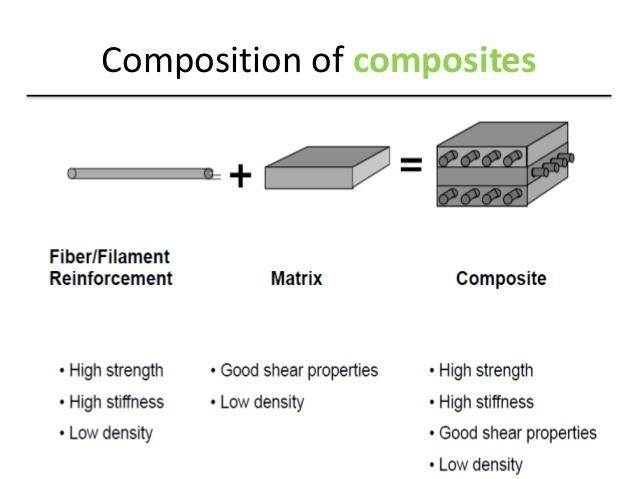 Composition of composites
+
=
Fiber/Filament
Reinforcement
Matrix
Composite
• High strength
• High stiffness
• Low density
• Good shear properties
• Low density
• High strength
• High stiffness
• Good shear properties
• Low density